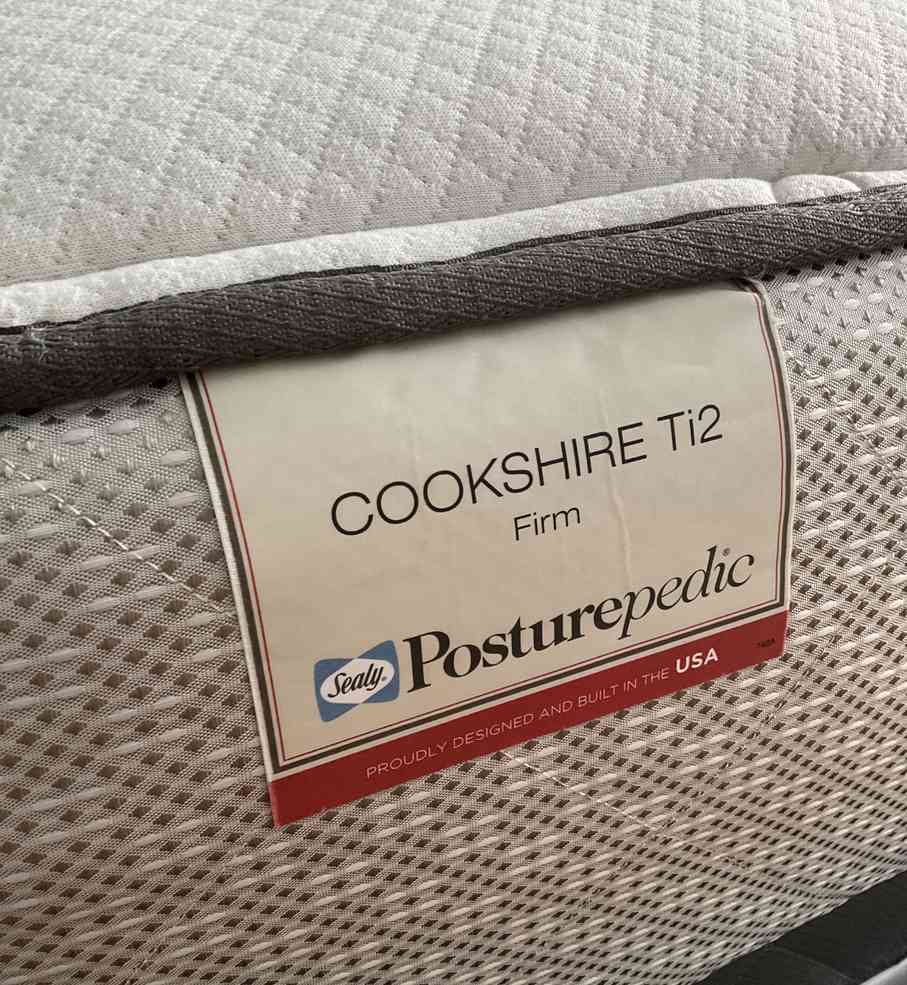 COOKSHIRE Ti2
Firm
Sealy® Posturepedic®
PROUDLY DESIGNED AND BUILT IN THE USA